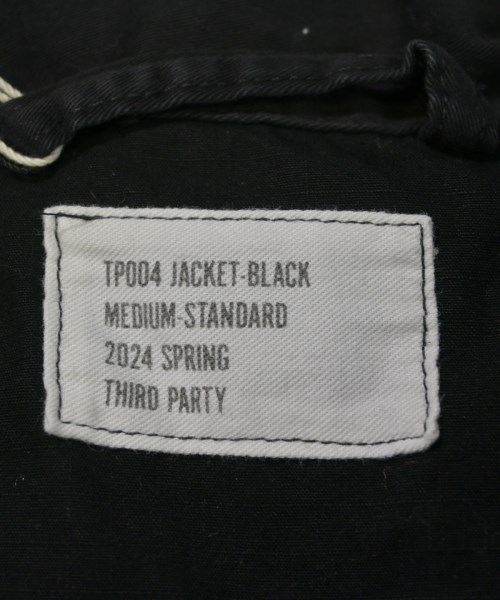 TP004 JACKET-BLACK
MEDIUM-STANDARD
2024 SPRING
THIRD PARTY